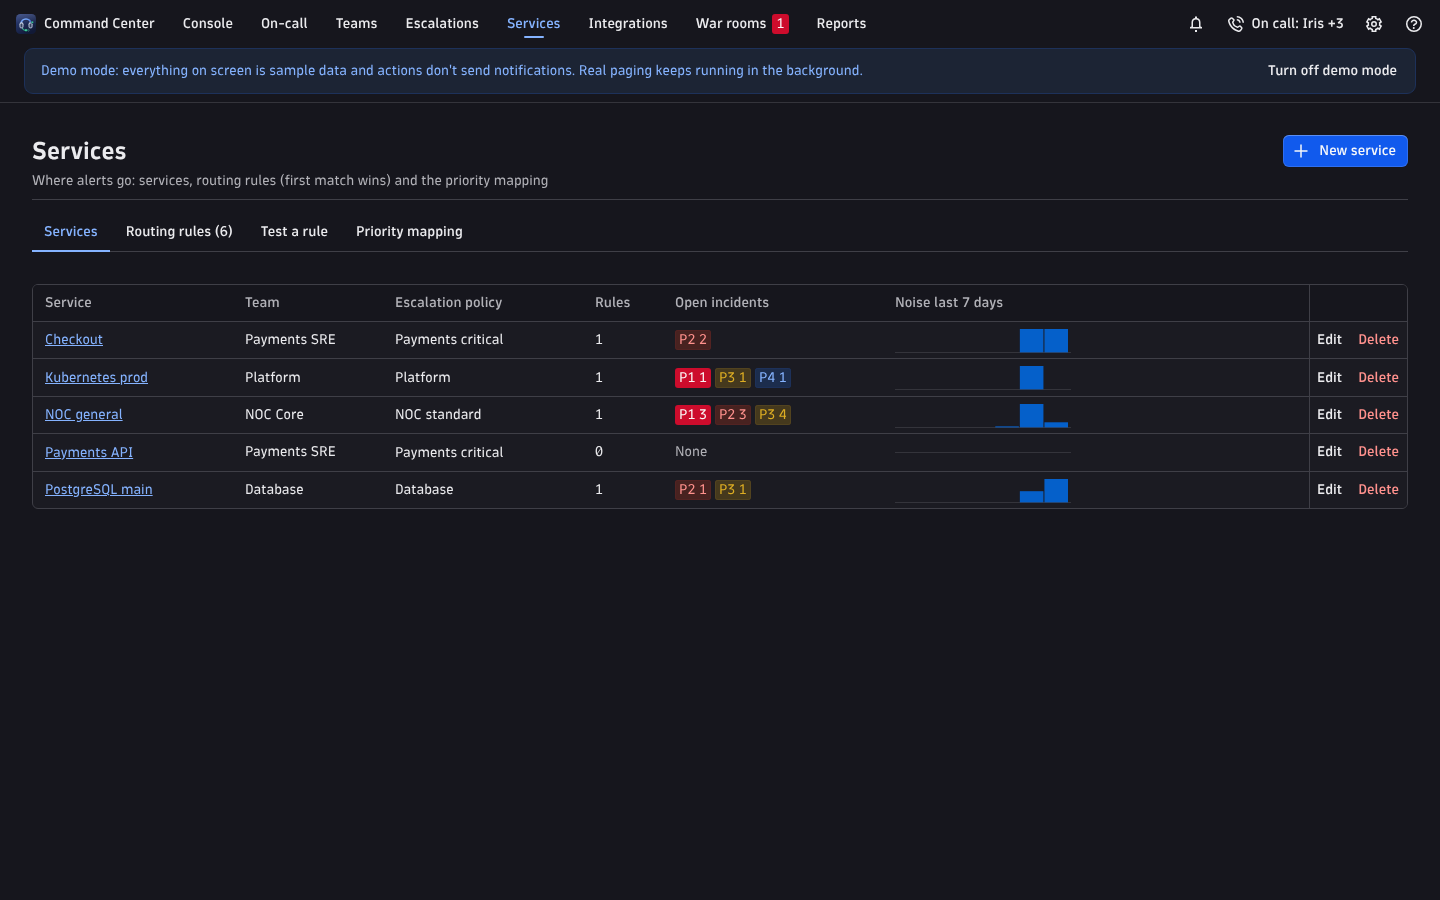 Command Center Console On-call Teams Escalations Services Integrations War rooms 1 Reports On call: Iris +3
Demo mode: everything on screen is sample data and actions don't send notifications. Real paging keeps running in the background. Turn off demo mode
Services
New service
Where alerts go: services, routing rules (first match wins) and the priority mapping
Services Routing rules (6) Test a rule Priority mapping
Service Team Escalation policy Rules Open incidents Noise last 7 days
Checkout Payments SRE Payments critical 1 P2 2 Edit Delete
Kubernetes prod Platform Platform 1 P1 1 P3 1 P4 1 Edit Delete
NOC general NOC Core NOC standard 1 P1 3 P2 3 P3 4 Edit Delete
Payments API Payments SRE Payments critical 0 None Edit Delete
PostgreSQL main Database Database 1 P2 1 P3 1 Edit Delete